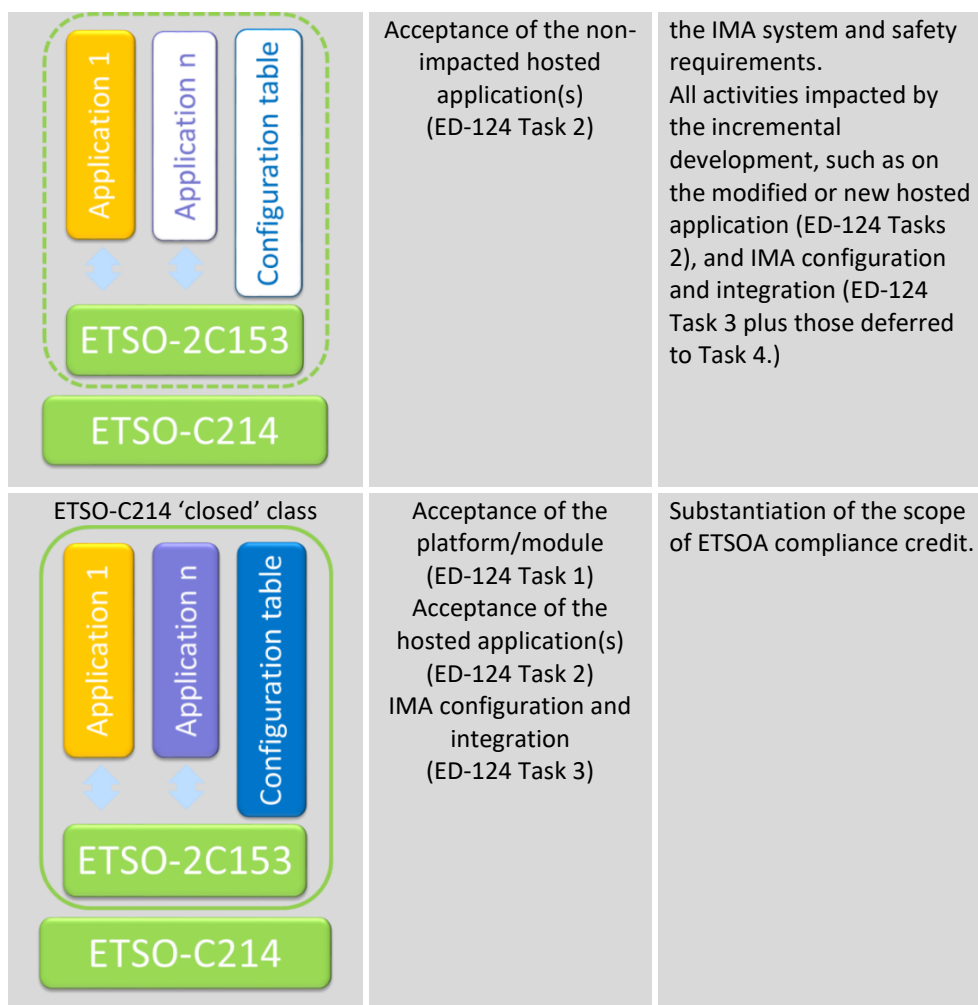 Application 1
Application n
Configuration table
ETSO-2C153
ETSO-C214
Acceptance of the non-
impacted hosted
application(s)
(ED-124 Task 2)
the IMA system and safety
requirements.
All activities impacted by
the incremental
development, such as on
the modified or new hosted
application (ED-124 Tasks
2), and IMA configuration
and integration (ED-124
Task 3 plus those deferred
to Task 4.)
ETSO-C214 ‘closed’ class
Application 1
Application n
Configuration table
ETSO-2C153
ETSO-C214
Acceptance of the
platform/module
(ED-124 Task 1)
Acceptance of the
hosted application(s)
(ED-124 Task 2)
IMA configuration and
integration
(ED-124 Task 3)
Substantiation of the scope
of ETSOA compliance credit.